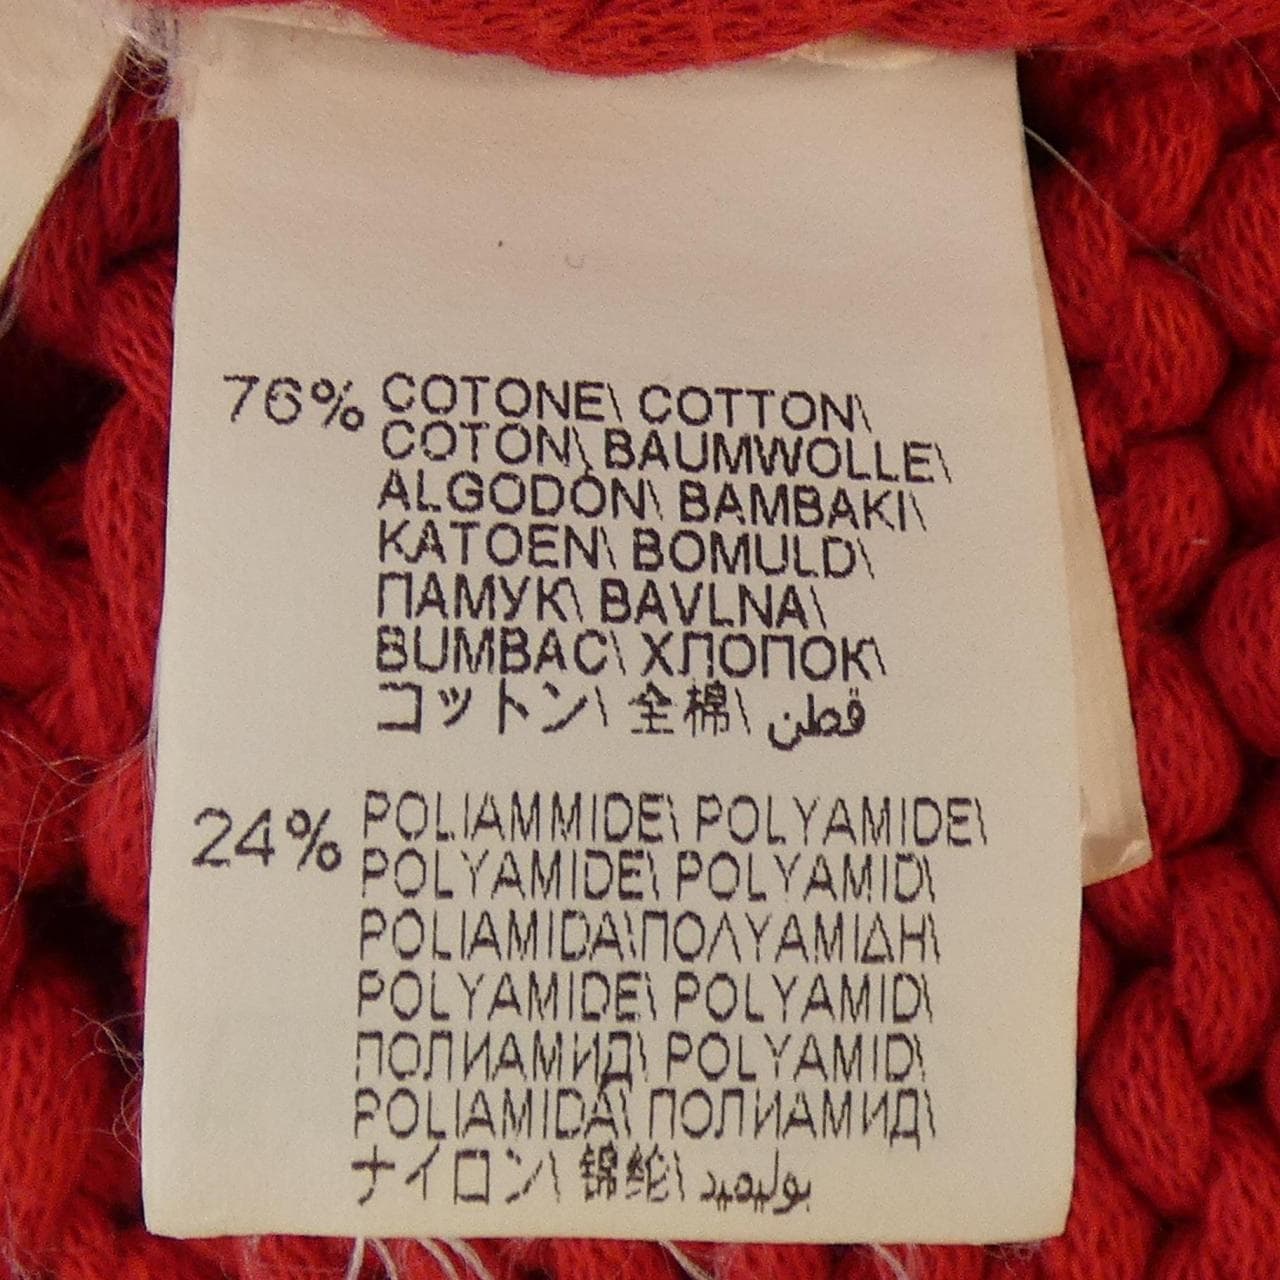 76% COTONE\ COTTON\
COTON\ BAUMWOLLE\
ALGODÓN\ BAMBAKI\
KATOEN\ BOMULD\
ПАМУК\ BAVLNA\
BUMBAC\ ХЛОПОК\
コットン\ 全棉\ قطن
24% POLIAMMIDE\ POLYAMIDE\
POLYAMIDE\ POLYAMID\
POLIAMIDA\ΠΟΛΥΑΜΙΔΗ\
POLYAMIDE\ POLYAMID\
ПОЛИАМИД\ POLYAMID\
POLIAMIDĂ\ ПОЛИАМИД\
ナイロン\ 锦纶\ بوليميد